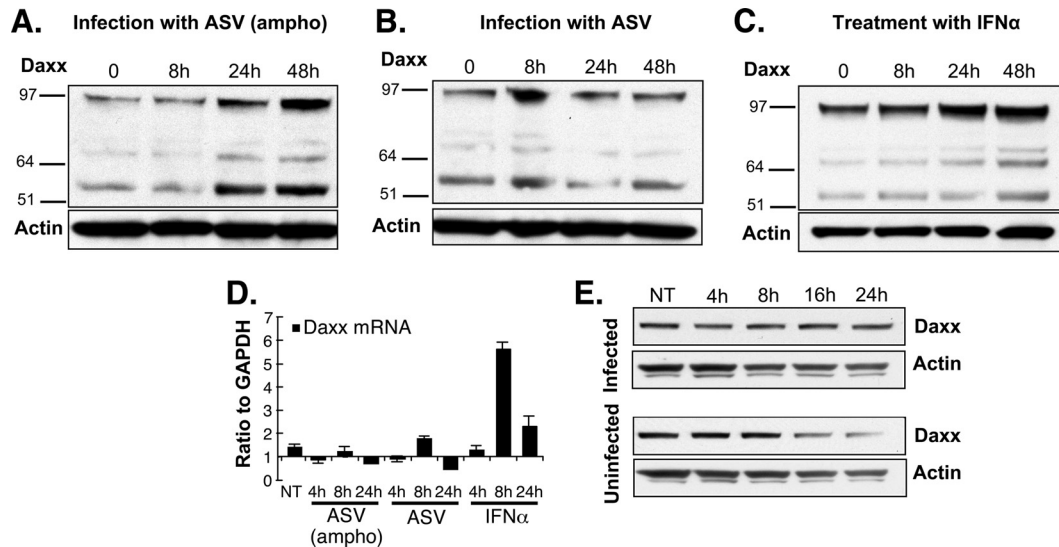 A. Infection with ASV (ampho)
Daxx 0 8h 24h 48h
97
64
51
Actin
B. Infection with ASV
Daxx 0 8h 24h 48h
97
64
51
Actin
C. Treatment with IFNα
Daxx 0 8h 24h 48h
97
64
51
Actin
D.
Daxx mRNA
Ratio to GAPDH
7
6
5
4
3
2
1
0
NT 4h 8h 24h 4h 8h 24h 4h 8h 24h
ASV (ampho) ASV IFNα
E.
NT 4h 8h 16h 24h
Infected
Daxx
Actin
Uninfected
Daxx
Actin